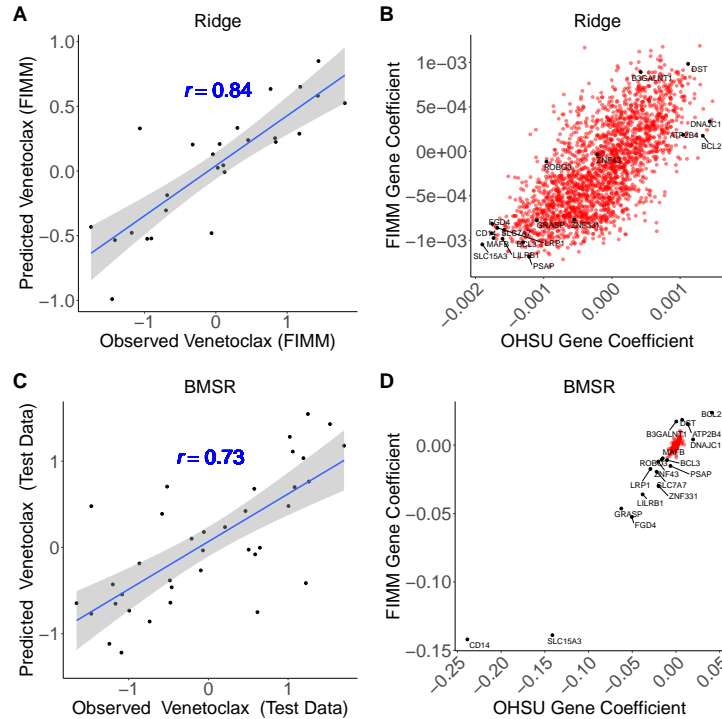 A
Ridge
r = 0.84
Predicted Venetoclax (FIMM)
1.0
0.5
0.0
−0.5
−1.0
−1
0
1
Observed Venetoclax (FIMM)
B
Ridge
FIMM Gene Coefficient
1e−03
5e−04
0e+00
−5e−04
−1e−03
DST
B3GALNT1
DNAJC1
ATP2B4
BCL2
ZNF43
ROBO3
FGD4
GRASP
ZNF331
CD14
SLC7A7
MAFB
BCL3
LRP1
SLC15A3
LILRB1
PSAP
−0.002
−0.001
0.000
0.001
OHSU Gene Coefficient
C
BMSR
r = 0.73
Predicted Venetoclax (Test Data)
1
0
−1
−1
0
1
Observed Venetoclax (Test Data)
D
BMSR
FIMM Gene Coefficient
0.00
−0.05
−0.10
−0.15
BCL2
DST
B3GALNT1
ATP2B4
DNAJC1
MAFB
ROBO3
BCL3
ZNF43
PSAP
LRP1
SLC7A7
LILRB1
ZNF331
GRASP
FGD4
SLC15A3
CD14
−0.25
−0.20
−0.15
−0.10
−0.05
0.00
0.05
OHSU Gene Coefficient